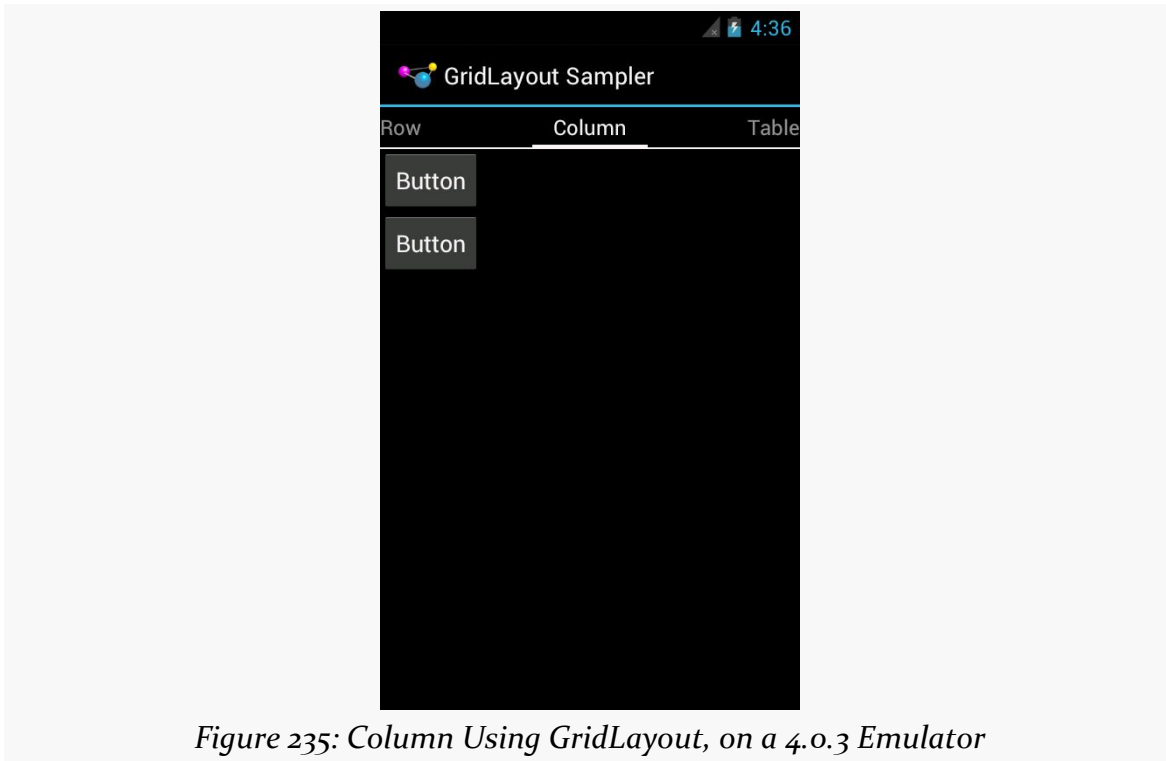 4:36
GridLayout Sampler
Row Column Table
Button
Button
Figure 235: Column Using GridLayout, on a 4.0.3 Emulator